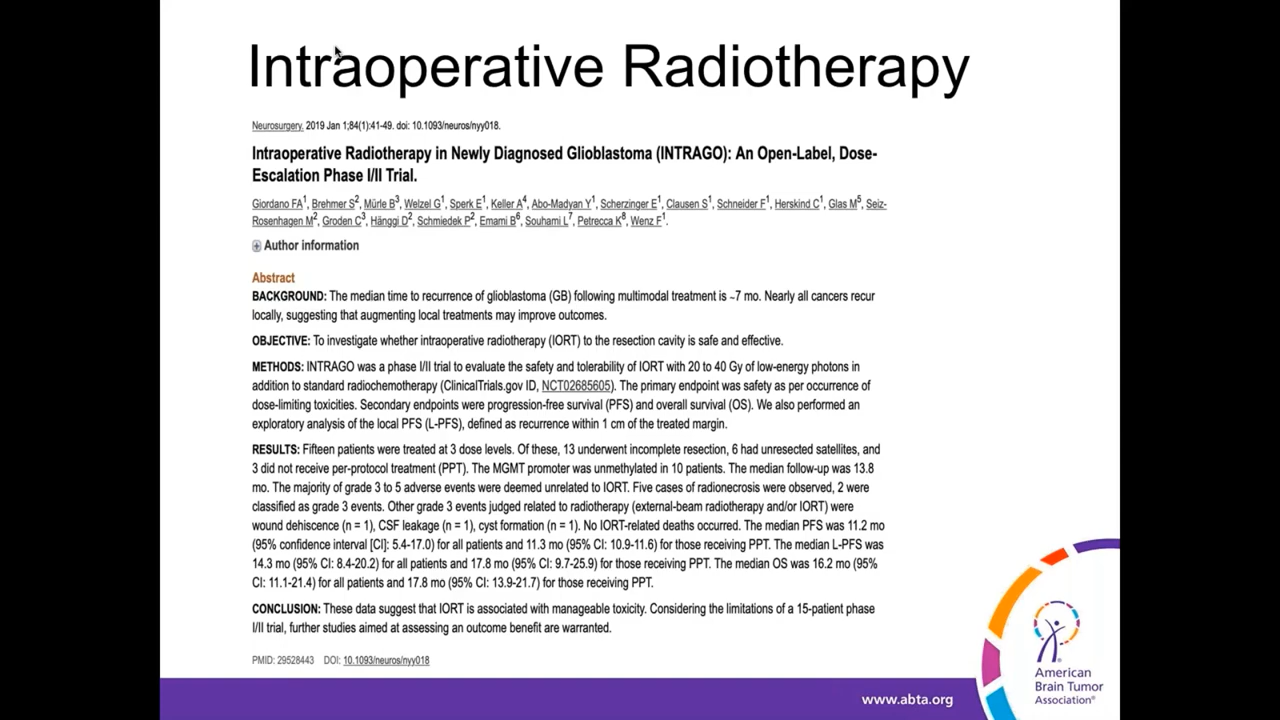 Intraoperative Radiotherapy
Neurosurgery. 2019 Jan 1;84(1):41-49. doi: 10.1093/neuros/nyy018.
Intraoperative Radiotherapy in Newly Diagnosed Glioblastoma (INTRAGO): An Open-Label, Dose-
Escalation Phase I/II Trial.
Giordano FA1, Brehmer S2, Mürle B3, Welzel G1, Sperk E1, Keller A4, Abo-Madyan Y1, Scherzinger E1, Clausen S1, Schneider F1, Herskind C1, Glas M5, Seiz-
Rosenhagen M2, Groden C3, Hänggi D2, Schmiedek P2, Emami B6, Souhami L7, Petrecca K8, Wenz F1.
Author information
Abstract
BACKGROUND: The median time to recurrence of glioblastoma (GB) following multimodal treatment is ~7 mo. Nearly all cancers recur
locally, suggesting that augmenting local treatments may improve outcomes.
OBJECTIVE: To investigate whether intraoperative radiotherapy (IORT) to the resection cavity is safe and effective.
METHODS: INTRAGO was a phase I/II trial to evaluate the safety and tolerability of IORT with 20 to 40 Gy of low-energy photons in
addition to standard radiochemotherapy (ClinicalTrials.gov ID, NCT02685605). The primary endpoint was safety as per occurrence of
dose-limiting toxicities. Secondary endpoints were progression-free survival (PFS) and overall survival (OS). We also performed an
exploratory analysis of the local PFS (L-PFS), defined as recurrence within 1 cm of the treated margin.
RESULTS: Fifteen patients were treated at 3 dose levels. Of these, 13 underwent incomplete resection, 6 had unresected satellites, and
3 did not receive per-protocol treatment (PPT). The MGMT promoter was unmethylated in 10 patients. The median follow-up was 13.8
mo. The majority of grade 3 to 5 adverse events were deemed unrelated to IORT. Five cases of radionecrosis were observed, 2 were
classified as grade 3 events. Other grade 3 events judged related to radiotherapy (external-beam radiotherapy and/or IORT) were
wound dehiscence (n = 1), CSF leakage (n = 1), cyst formation (n = 1). No IORT-related deaths occurred. The median PFS was 11.2 mo
(95% confidence interval [CI]: 5.4-17.0) for all patients and 11.3 mo (95% CI: 10.9-11.6) for those receiving PPT. The median L-PFS was
14.3 mo (95% CI: 8.4-20.2) for all patients and 17.8 mo (95% CI: 9.7-25.9) for those receiving PPT. The median OS was 16.2 mo (95%
CI: 11.1-21.4) for all patients and 17.8 mo (95% CI: 13.9-21.7) for those receiving PPT.
CONCLUSION: These data suggest that IORT is associated with manageable toxicity. Considering the limitations of a 15-patient phase
I/II trial, further studies aimed at assessing an outcome benefit are warranted.
PMID: 29528443 DOI: 10.1093/neuros/nyy018
www.abta.org
American
Brain Tumor
Association®